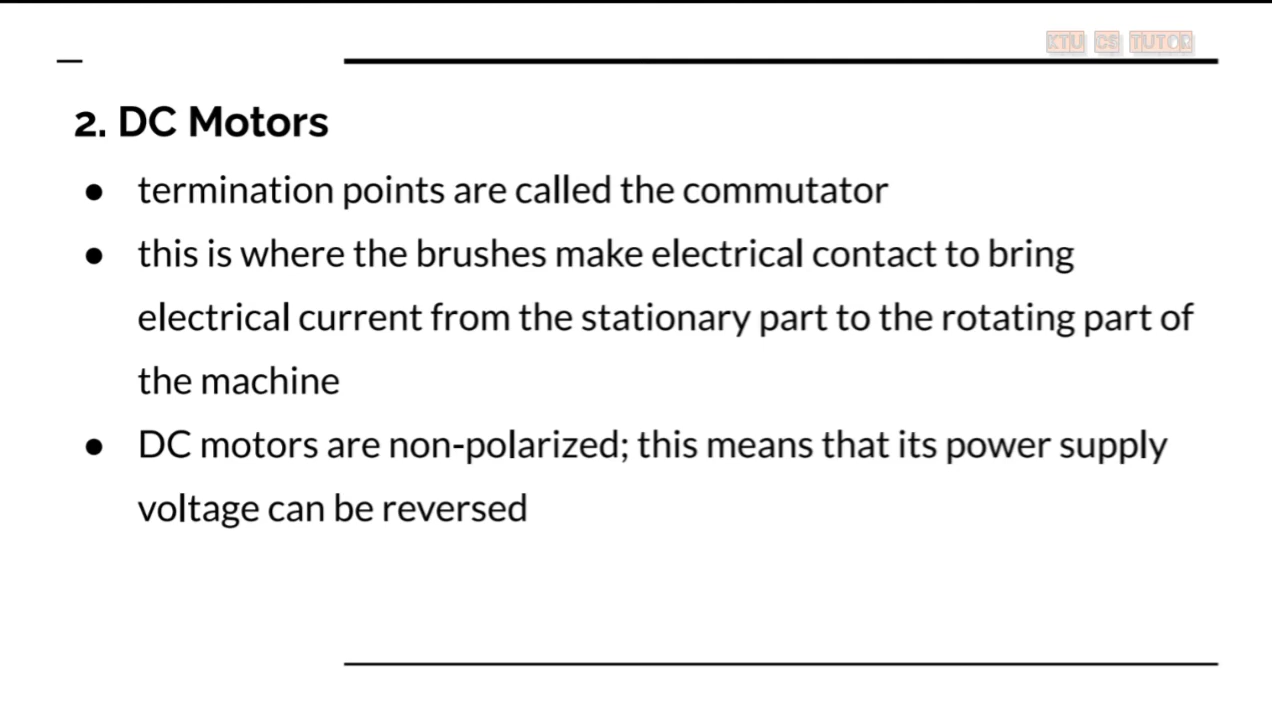 KTU CS TUTOR
2. DC Motors
● termination points are called the commutator
● this is where the brushes make electrical contact to bring
electrical current from the stationary part to the rotating part of
the machine
● DC motors are non-polarized; this means that its power supply
voltage can be reversed